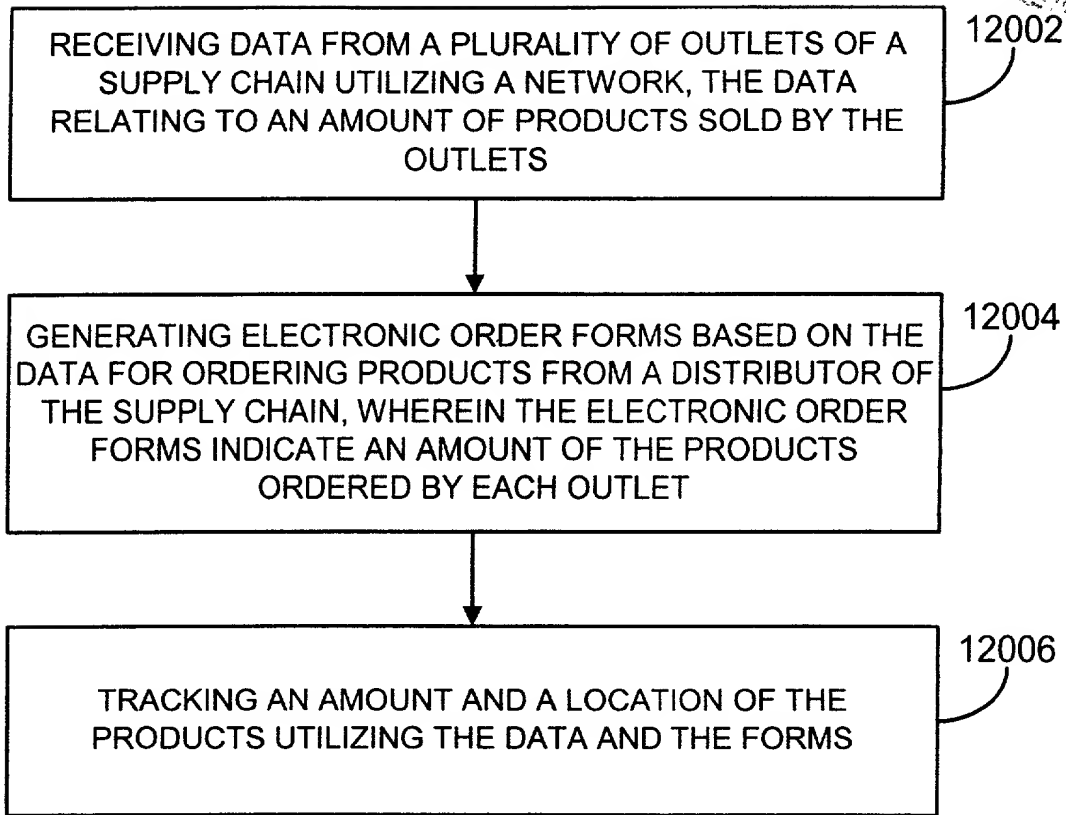 RECEIVING DATA FROM A PLURALITY OF OUTLETS OF A
SUPPLY CHAIN UTILIZING A NETWORK, THE DATA
RELATING TO AN AMOUNT OF PRODUCTS SOLD BY THE
OUTLETS
12002
GENERATING ELECTRONIC ORDER FORMS BASED ON THE
DATA FOR ORDERING PRODUCTS FROM A DISTRIBUTOR OF
THE SUPPLY CHAIN, WHEREIN THE ELECTRONIC ORDER
FORMS INDICATE AN AMOUNT OF THE PRODUCTS
ORDERED BY EACH OUTLET
12004
TRACKING AN AMOUNT AND A LOCATION OF THE
PRODUCTS UTILIZING THE DATA AND THE FORMS
12006